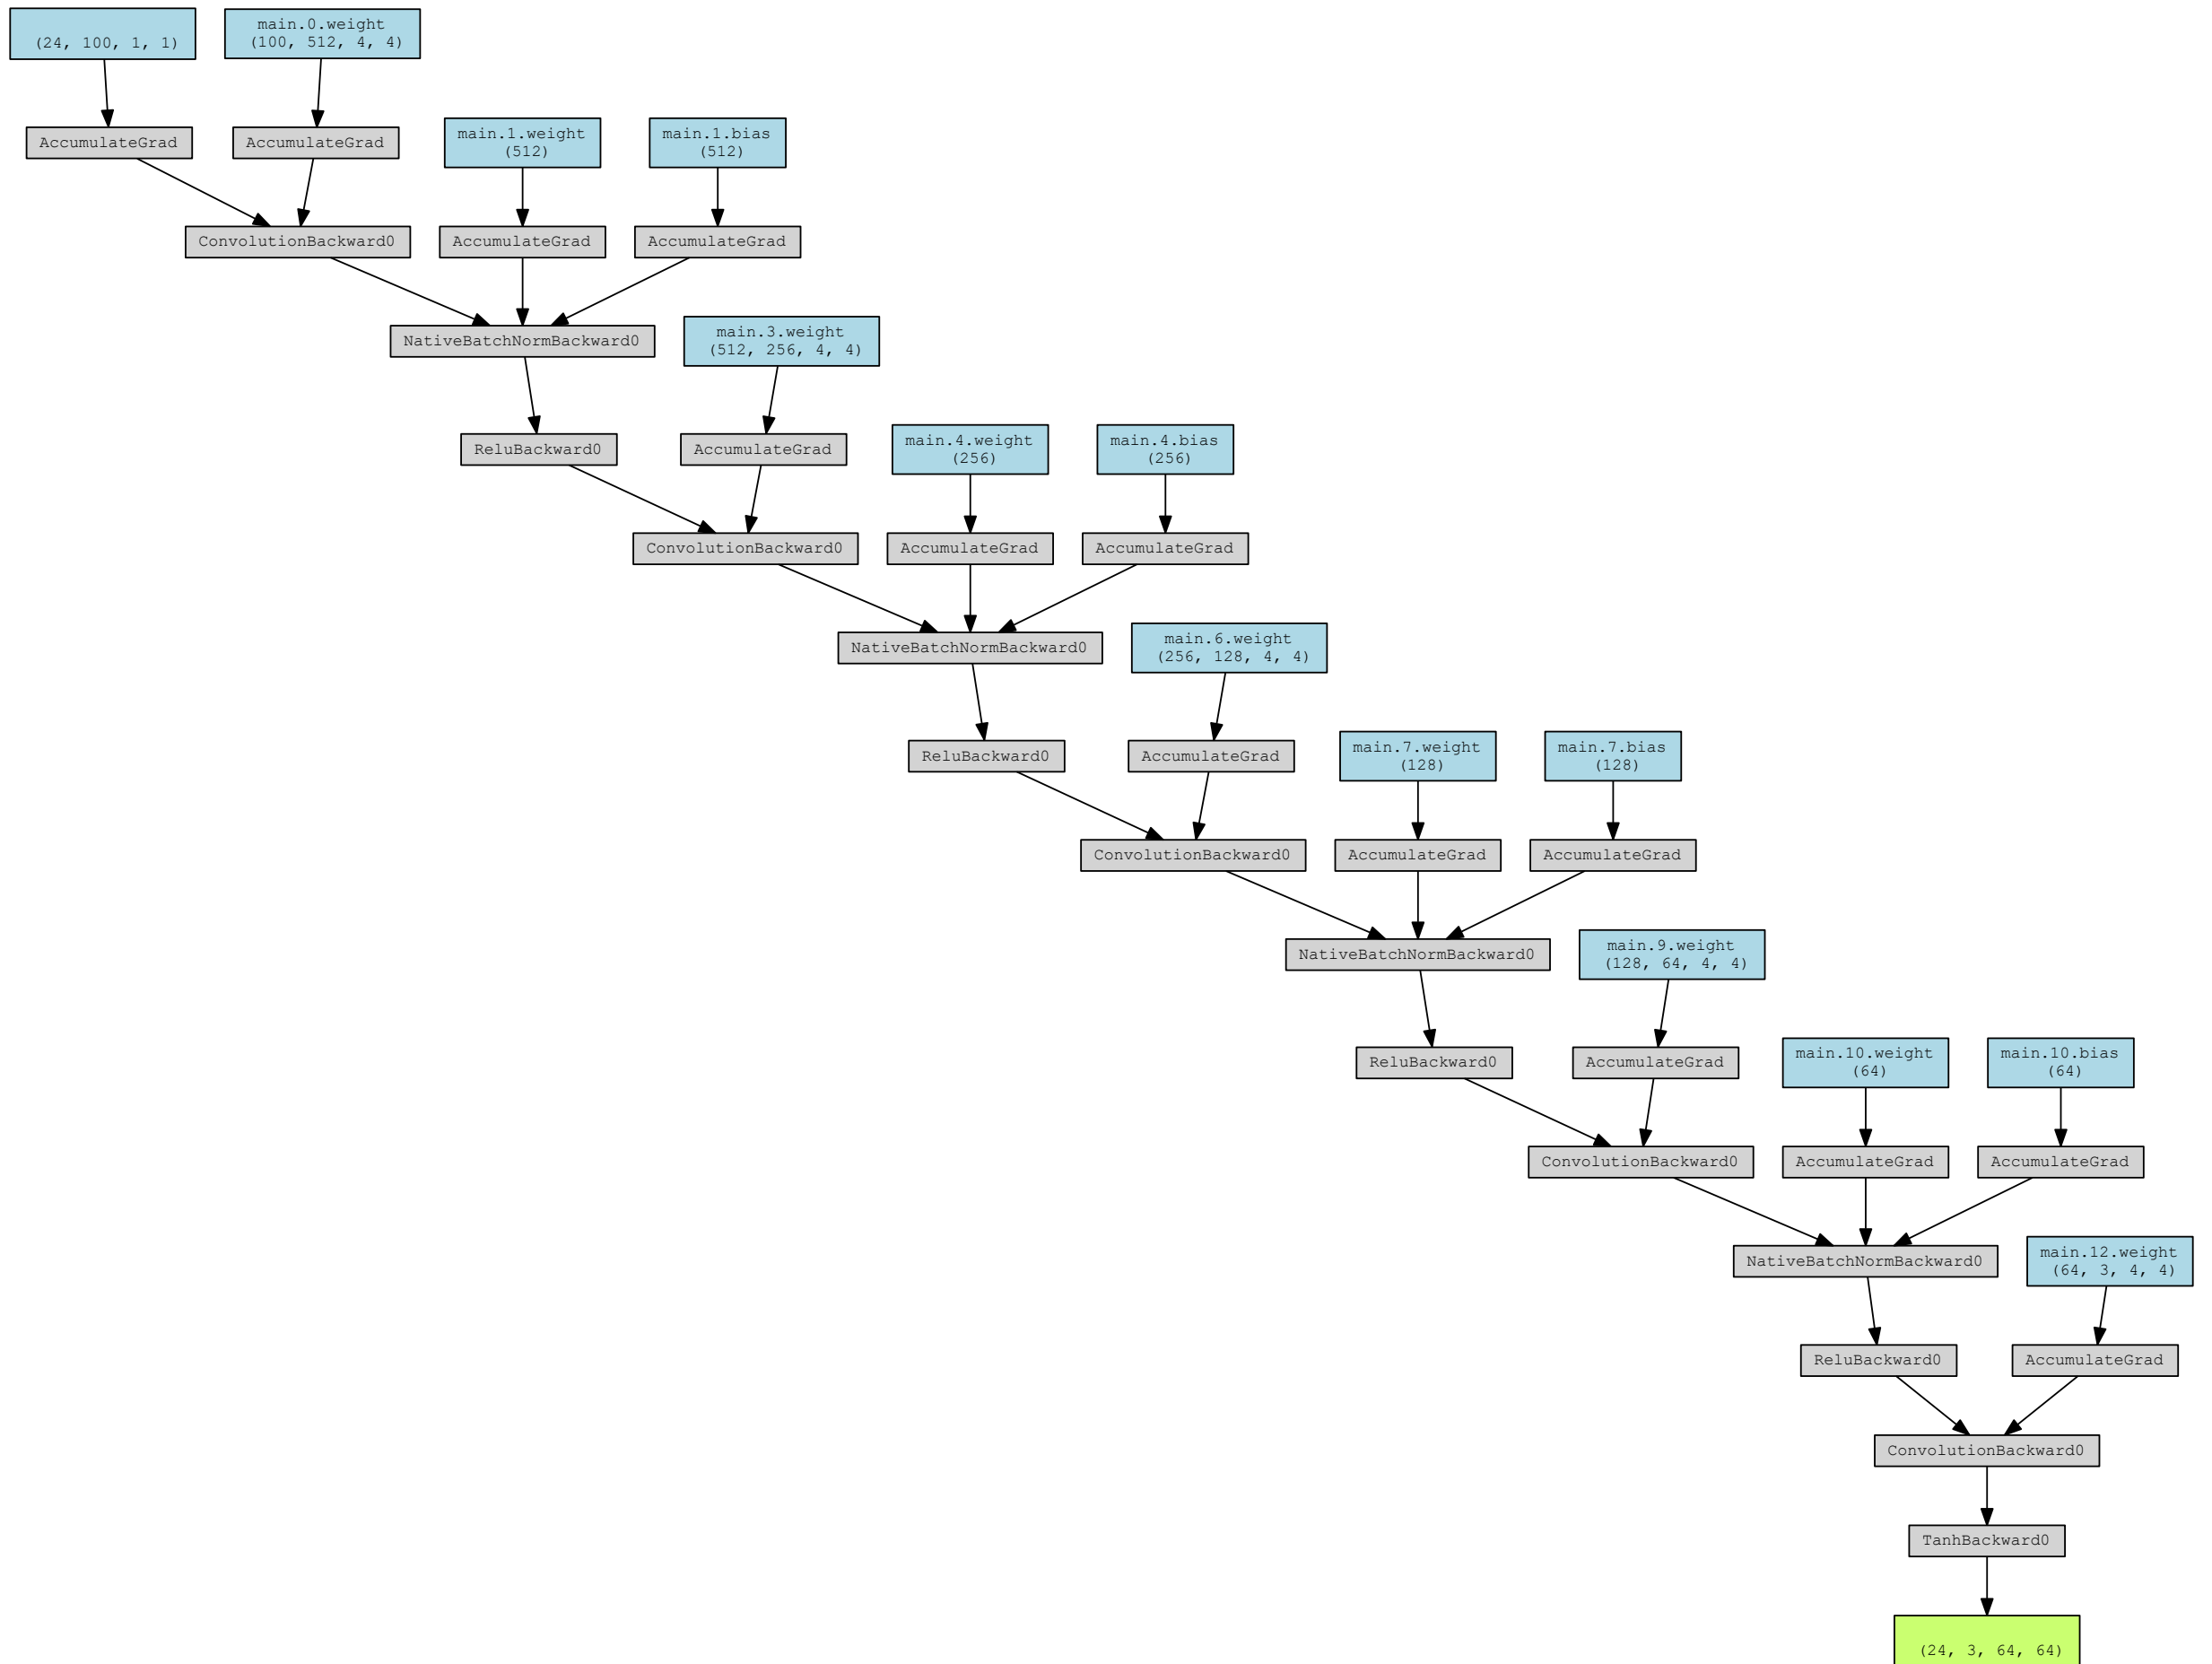 (24, 100, 1, 1)
main.0.weight
(100, 512, 4, 4)
AccumulateGrad
AccumulateGrad
main.1.weight
(512)
main.1.bias
(512)
ConvolutionBackward0
AccumulateGrad
AccumulateGrad
NativeBatchNormBackward0
main.3.weight
(512, 256, 4, 4)
ReluBackward0
AccumulateGrad
main.4.weight
(256)
main.4.bias
(256)
ConvolutionBackward0
AccumulateGrad
AccumulateGrad
NativeBatchNormBackward0
main.6.weight
(256, 128, 4, 4)
ReluBackward0
AccumulateGrad
main.7.weight
(128)
main.7.bias
(128)
ConvolutionBackward0
AccumulateGrad
AccumulateGrad
NativeBatchNormBackward0
main.9.weight
(128, 64, 4, 4)
ReluBackward0
AccumulateGrad
main.10.weight
(64)
main.10.bias
(64)
ConvolutionBackward0
AccumulateGrad
AccumulateGrad
NativeBatchNormBackward0
main.12.weight
(64, 3, 4, 4)
ReluBackward0
AccumulateGrad
ConvolutionBackward0
TanhBackward0
(24, 3, 64, 64)